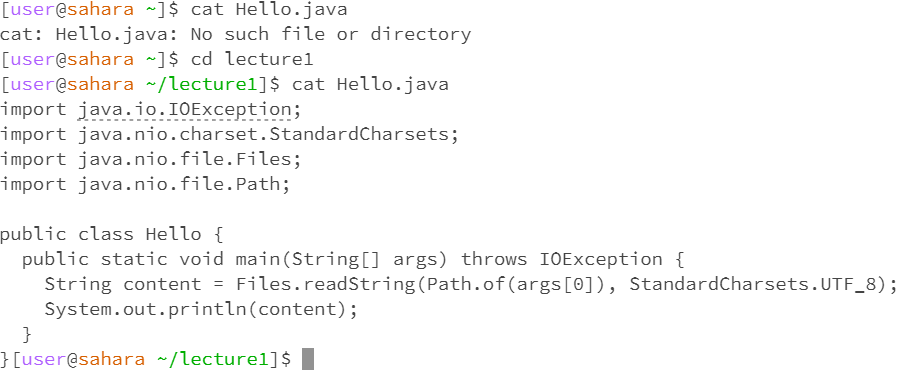 [user@sahara ~]$ cat Hello.java
cat: Hello.java: No such file or directory
[user@sahara ~]$ cd lecture1
[user@sahara ~/lecture1]$ cat Hello.java
import java.io.IOException;
import java.nio.charset.StandardCharsets;
import java.nio.file.Files;
import java.nio.file.Path;

public class Hello {
  public static void main(String[] args) throws IOException {
    String content = Files.readString(Path.of(args[0]), StandardCharsets.UTF_8);
    System.out.println(content);
  }
}[user@sahara ~/lecture1]$